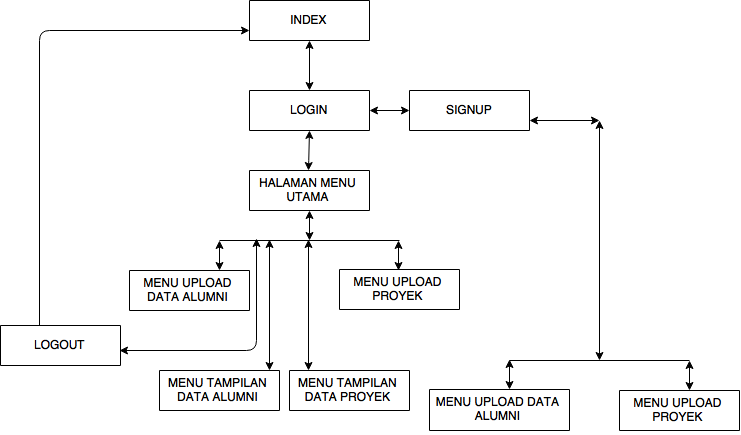 INDEX
LOGIN
SIGNUP
HALAMAN MENU
UTAMA
MENU UPLOAD
DATA ALUMNI
MENU UPLOAD
PROYEK
LOGOUT
MENU TAMPILAN
DATA ALUMNI
MENU TAMPILAN
DATA PROYEK
MENU UPLOAD DATA
ALUMNI
MENU UPLOAD
PROYEK